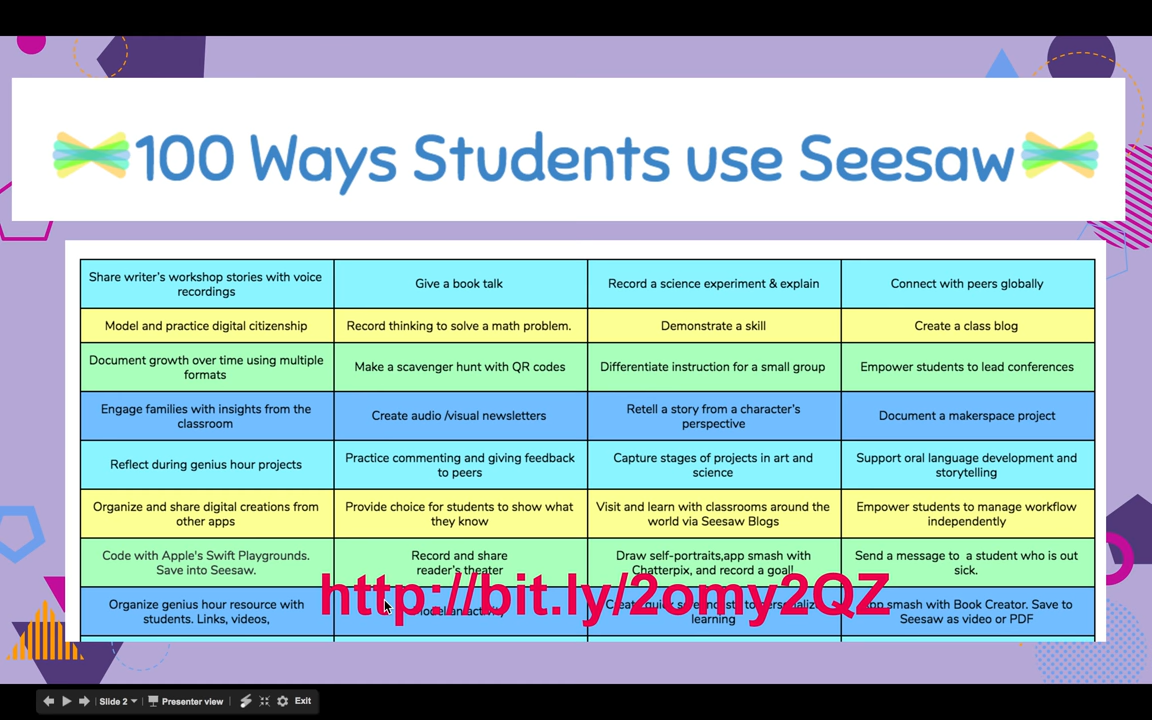 100 Ways Students use Seesaw
Share writer's workshop stories with voice
recordings
Give a book talk
Record a science experiment & explain
Connect with peers globally
Model and practice digital citizenship
Record thinking to solve a math problem.
Demonstrate a skill
Create a class blog
Document growth over time using multiple
formats
Make a scavenger hunt with QR codes
Differentiate instruction for a small group
Empower students to lead conferences
Engage families with insights from the
classroom
Create audio /visual newsletters
Retell a story from a character's
perspective
Document a makerspace project
Reflect during genius hour projects
Practice commenting and giving feedback
to peers
Capture stages of projects in art and
science
Support oral language development and
storytelling
Organize and share digital creations from
other apps
Provide choice for students to show what
they know
Visit and learn with classrooms around the
world via Seesaw Blogs
Empower students to manage workflow
independently
Code with Apple's Swift Playgrounds.
Save into Seesaw.
Record and share
reader's theater
Draw self-portraits,app smash with
Chatterpix, and record a goal!
Send a message to a student who is out
sick.
http://bit.ly/2omy2QZ
Organize genius hour resource with
students. Links, videos,
an activity
learning
smash with Book Creator. Save to
Seesaw as video or PDF
Slide 2
Presenter view
Exit